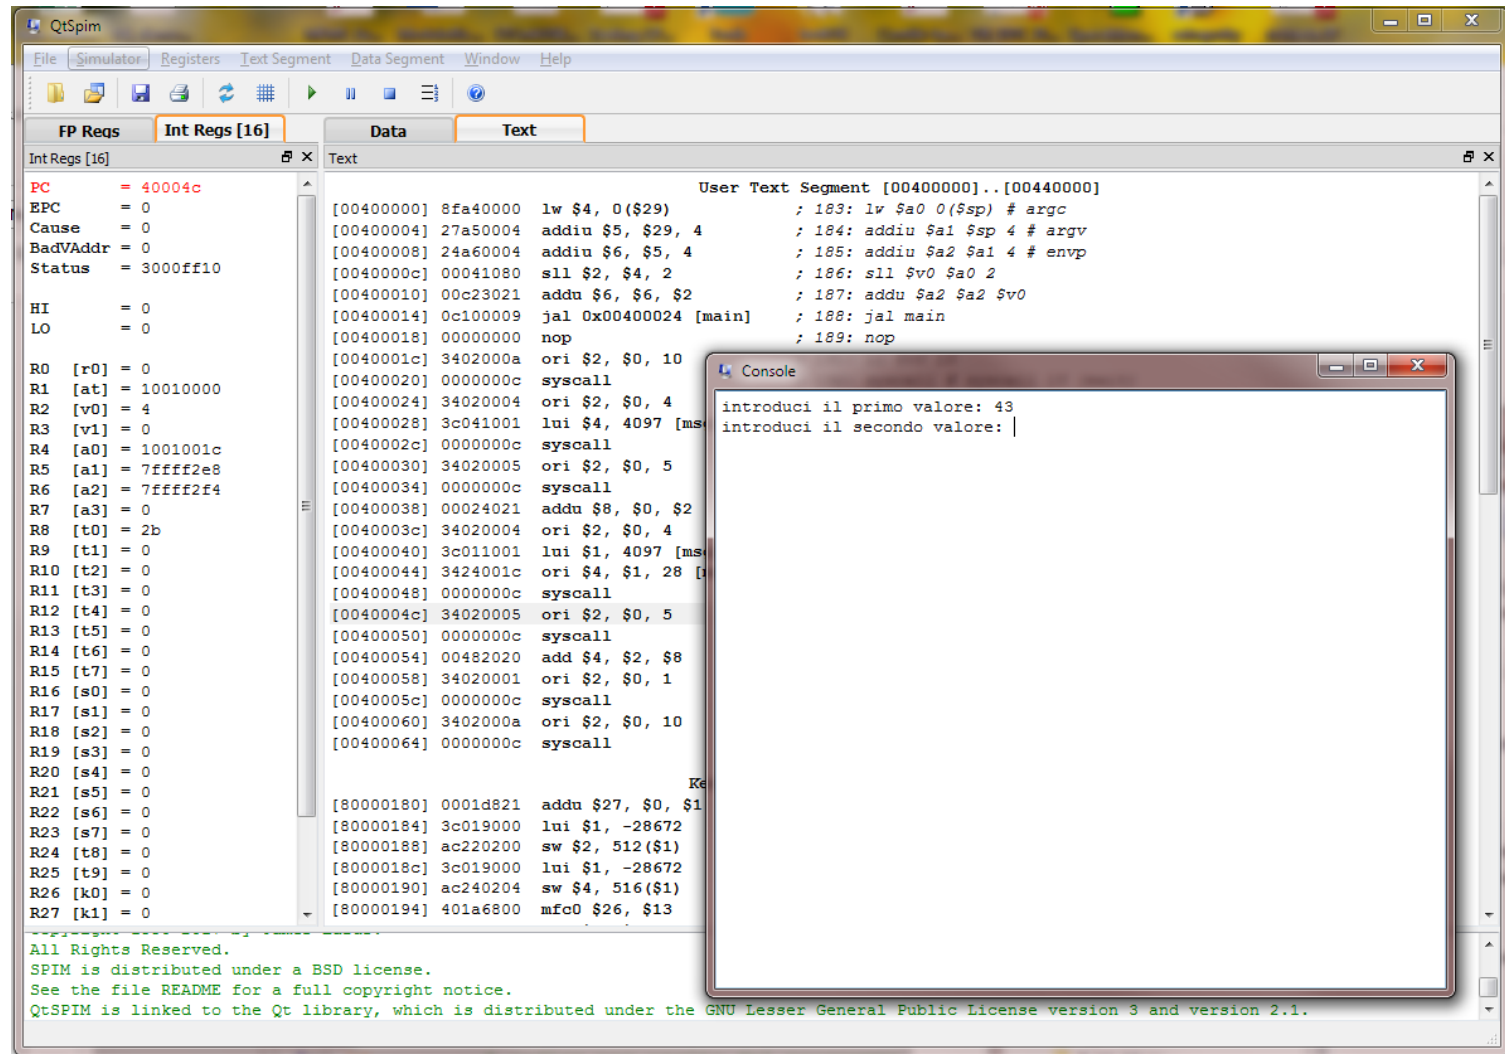 QtSpim
File Simulator Registers Text Segment Data Segment Window Help
FP Regs Int Regs [16] Data Text
Int Regs [16] Text
PC = 40004c
EPC = 0
Cause = 0
BadVAddr = 0
Status = 3000ff10
HI = 0
LO = 0
R0 [r0] = 0
R1 [at] = 10010000
R2 [v0] = 4
R3 [v1] = 0
R4 [a0] = 1001001c
R5 [a1] = 7ffff2e8
R6 [a2] = 7ffff2f4
R7 [a3] = 0
R8 [t0] = 2b
R9 [t1] = 0
R10 [t2] = 0
R11 [t3] = 0
R12 [t4] = 0
R13 [t5] = 0
R14 [t6] = 0
R15 [t7] = 0
R16 [s0] = 0
R17 [s1] = 0
R18 [s2] = 0
R19 [s3] = 0
R20 [s4] = 0
R21 [s5] = 0
R22 [s6] = 0
R23 [s7] = 0
R24 [t8] = 0
R25 [t9] = 0
R26 [k0] = 0
R27 [k1] = 0
User Text Segment [00400000]..[00440000]
[00400000] 8fa40000 lw $4, 0($29) ; 183: lw $a0 0($sp) # argc
[00400004] 27a50004 addiu $5, $29, 4 ; 184: addiu $a1 $sp 4 # argv
[00400008] 24a60004 addiu $6, $5, 4 ; 185: addiu $a2 $a1 4 # envp
[0040000c] 00041080 sll $2, $4, 2 ; 186: sll $v0 $a0 2
[00400010] 00c23021 addu $6, $6, $2 ; 187: addu $a2 $a2 $v0
[00400014] 0c100009 jal 0x00400024 [main] ; 188: jal main
[00400018] 00000000 nop ; 189: nop
[0040001c] 3402000a ori $2, $0, 10
[00400020] 0000000c syscall
[00400024] 34020004 ori $2, $0, 4
[00400028] 3c041001 lui $4, 4097 [ms
[0040002c] 0000000c syscall
[00400030] 34020005 ori $2, $0, 5
[00400034] 0000000c syscall
[00400038] 00024021 addu $8, $0, $2
[0040003c] 34020004 ori $2, $0, 4
[00400040] 3c011001 lui $1, 4097 [ms
[00400044] 3424001c ori $4, $1, 28 [
[00400048] 0000000c syscall
[0040004c] 34020005 ori $2, $0, 5
[00400050] 0000000c syscall
[00400054] 00482020 add $4, $2, $8
[00400058] 34020001 ori $2, $0, 1
[0040005c] 0000000c syscall
[00400060] 3402000a ori $2, $0, 10
[00400064] 0000000c syscall
Ke
[80000180] 0001d821 addu $27, $0, $1
[80000184] 3c019000 lui $1, -28672
[80000188] ac220200 sw $2, 512($1)
[8000018c] 3c019000 lui $1, -28672
[80000190] ac240204 sw $4, 516($1)
[80000194] 401a6800 mfc0 $26, $13
Console
introduci il primo valore: 43
introduci il secondo valore:
All Rights Reserved.
SPIM is distributed under a BSD license.
See the file README for a full copyright notice.
QtSPIM is linked to the Qt library, which is distributed under the GNU Lesser General Public License version 3 and version 2.1.